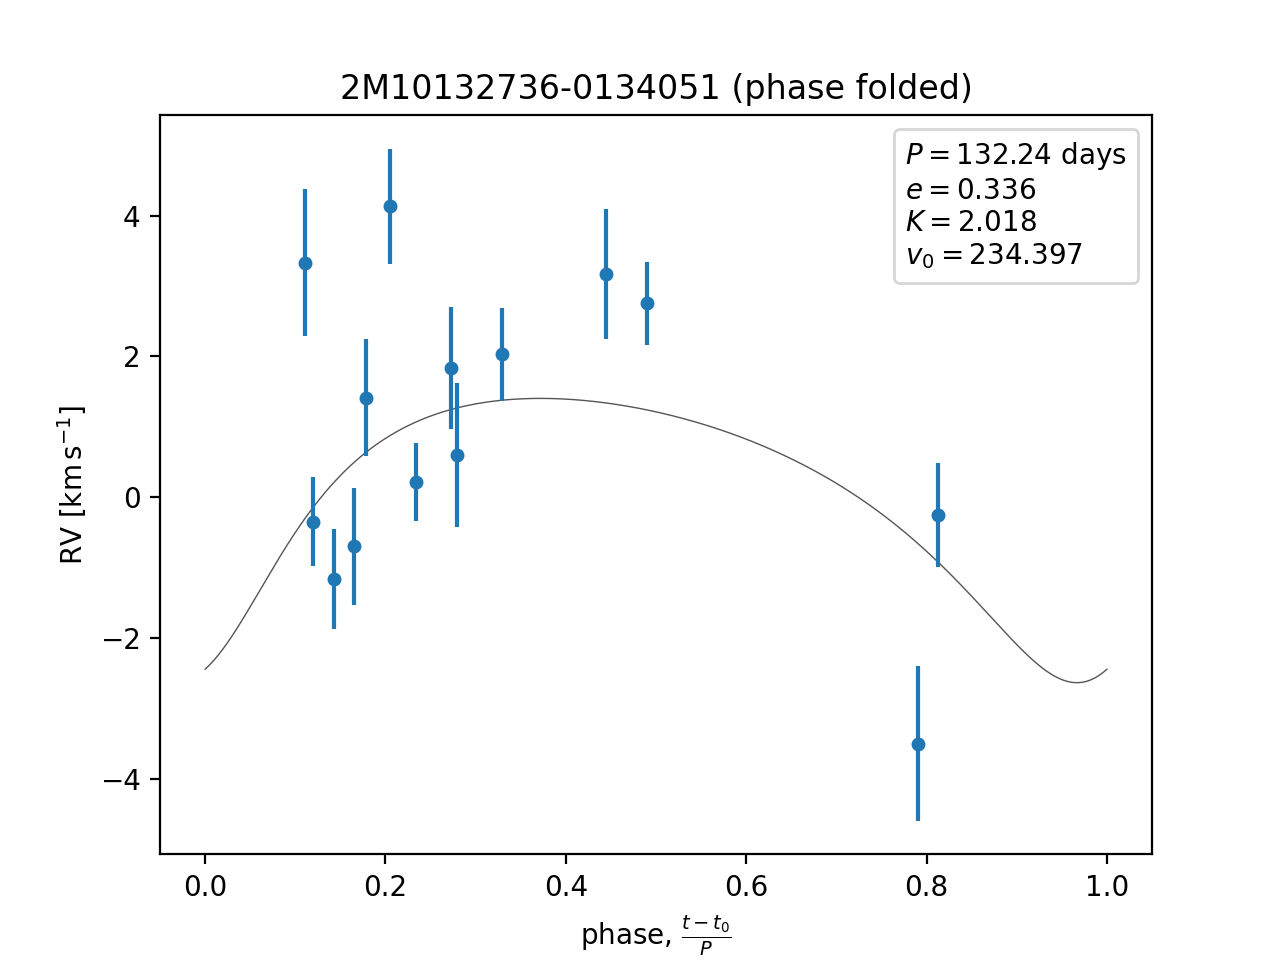 2M10132736-0134051 (phase folded)
P = 132.24 days
e = 0.336
K = 2.018
v₀ = 234.397
4
2
0
−2
−4
RV [km s⁻¹]
0.0 0.2 0.4 0.6 0.8 1.0
phase, (t − t₀)/P